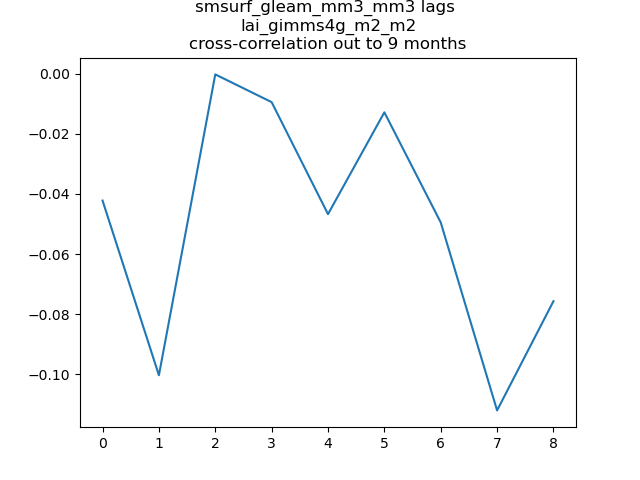 smsurf_gleam_mm3_mm3 lags
lai_gimms4g_m2_m2
cross-correlation out to 9 months
0.00
−0.02
−0.04
−0.06
−0.08
−0.10
0 1 2 3 4 5 6 7 8